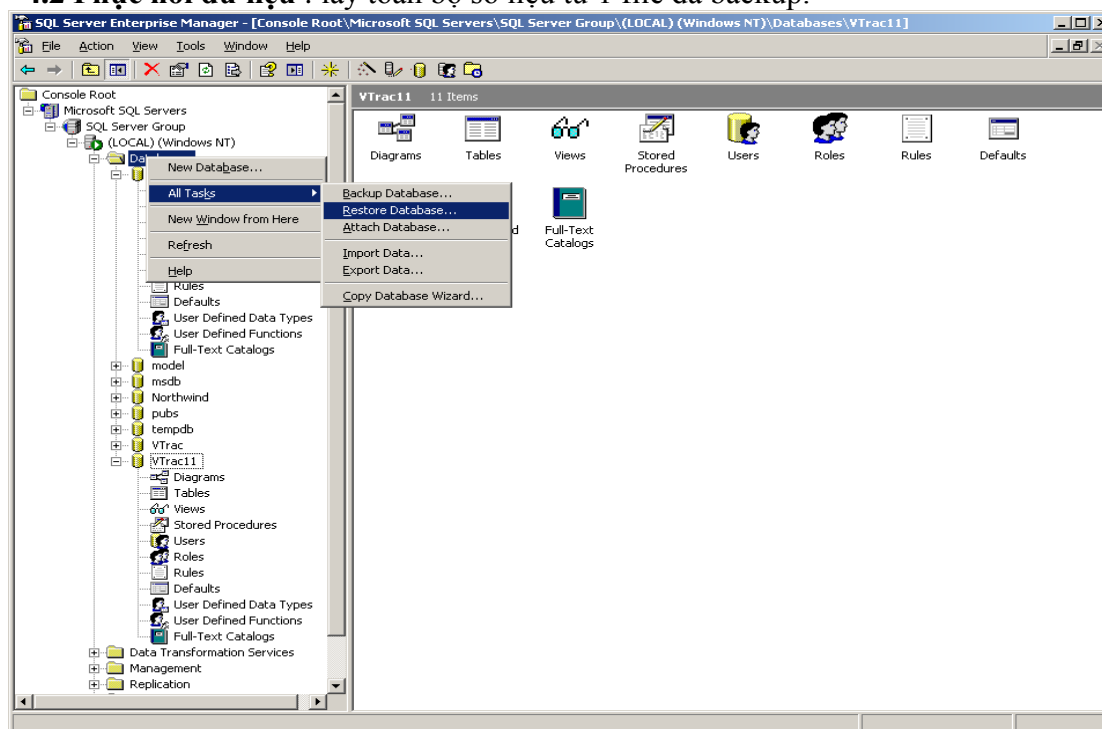 4.2 Phục hồi dữ liệu : lấy toàn bộ số liệu từ 1 file đã backup.
SQL Server Enterprise Manager - [Console Root\Microsoft SQL Servers\SQL Server Group\(LOCAL) (Windows NT)\Databases\VTrac11]
File Action View Tools Window Help
Console Root
Microsoft SQL Servers
SQL Server Group
(LOCAL) (Windows NT)
New Database...
All Tasks
New Window from Here
Refresh
Help
Backup Database...
Restore Database...
Attach Database...
Import Data...
Export Data...
Copy Database Wizard...
Rules
Defaults
User Defined Data Types
User Defined Functions
Full-Text Catalogs
model
msdb
Northwind
pubs
tempdb
VTrac
VTrac11
Diagrams
Tables
Views
Stored Procedures
Users
Roles
Rules
Defaults
User Defined Data Types
User Defined Functions
Full-Text Catalogs
Data Transformation Services
Management
Replication
VTrac11 11 Items
Diagrams
Tables
Views
Stored
Procedures
Users
Roles
Rules
Defaults
Full-Text
Catalogs